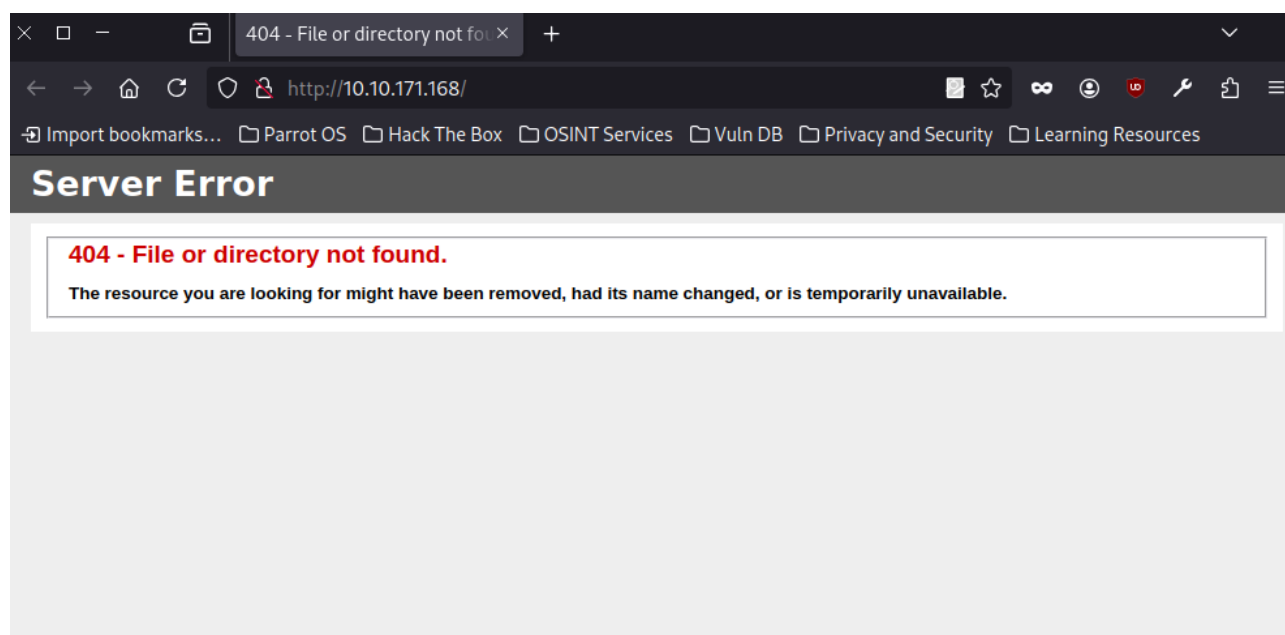 404 - File or directory not fou
http://10.10.171.168/
Import bookmarks... Parrot OS Hack The Box OSINT Services Vuln DB Privacy and Security Learning Resources
Server Error
404 - File or directory not found.
The resource you are looking for might have been removed, had its name changed, or is temporarily unavailable.